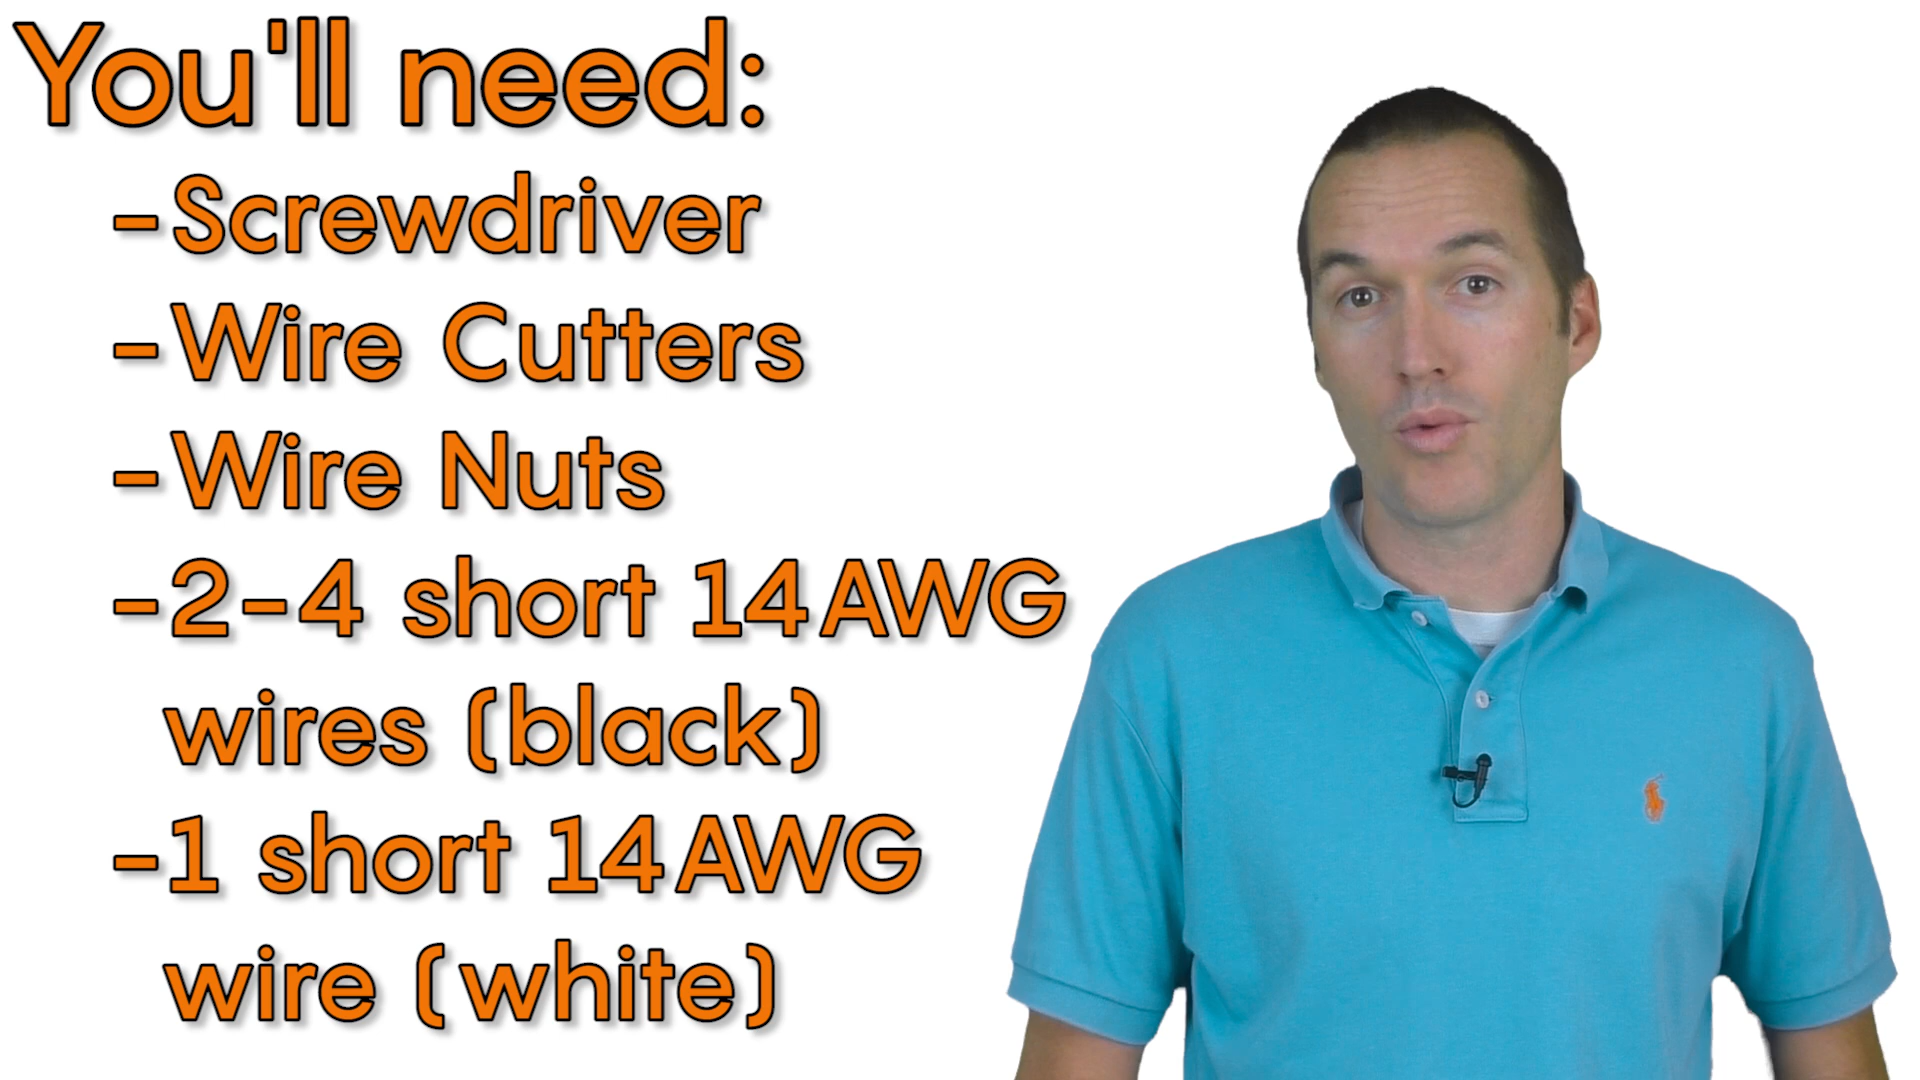 You'll need:
-Screwdriver
-Wire Cutters
-Wire Nuts
-2-4 short 14AWG
wires (black)
-1 short 14AWG
wire (white)